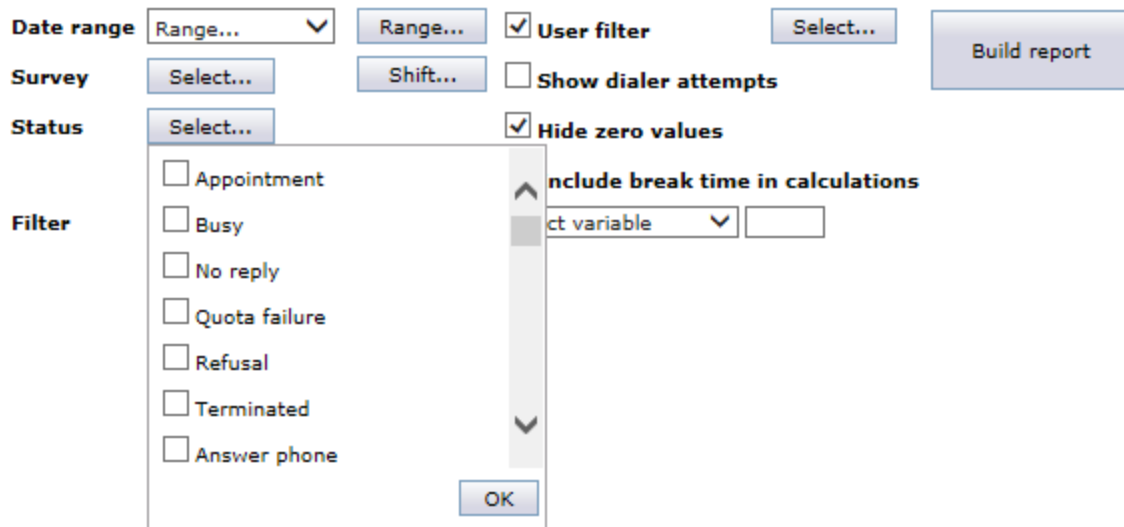 Date range Range... Range... User filter Select... Build report
Survey Select... Shift... Show dialer attempts
Status Select... Hide zero values
Appointment
nclude break time in calculations
Busy
Filter ct variable
No reply
Quota failure
Refusal
Terminated
Answer phone
OK